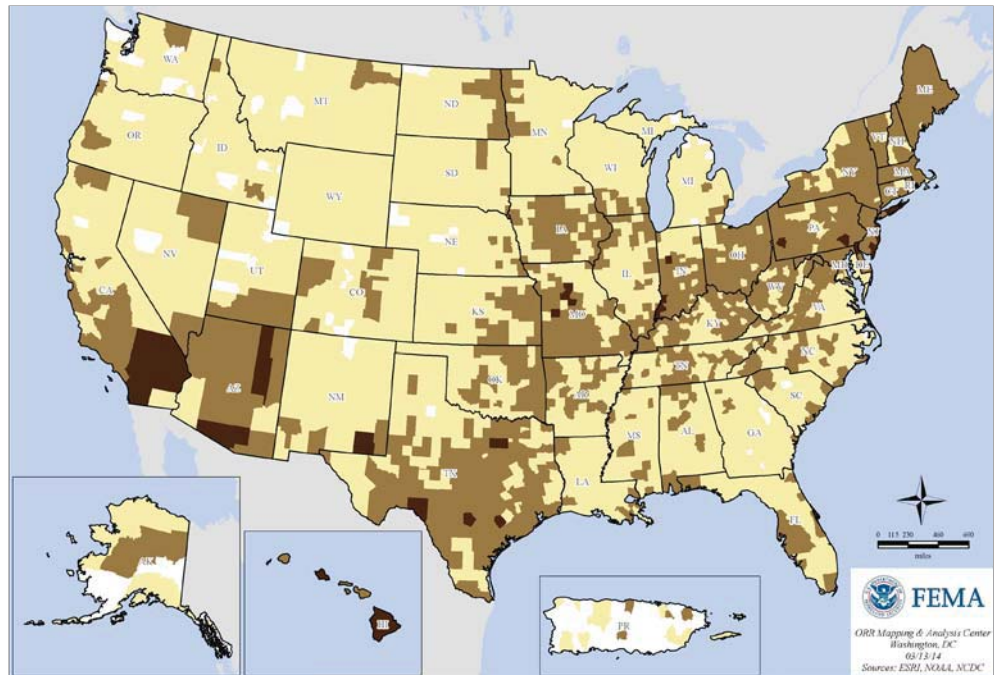 WA
MT
ND
MN
ME
OR
ID
SD
WI
MI
MI
VT
NH
NY
MA
CT
RI
WY
NE
IA
PA
NJ
NV
UT
CO
IL
IN
OH
MD
DE
CA
KS
MO
WV
VA
KY
AZ
NM
OK
AR
TN
NC
SC
TX
MS
AL
GA
LA
FL
AK
HI
PR
0 115 230 460 600
miles
FEMA
ORR Mapping & Analysis Center
Washington, DC
03/13/14
Sources: ESRI, NOAA, NCDC